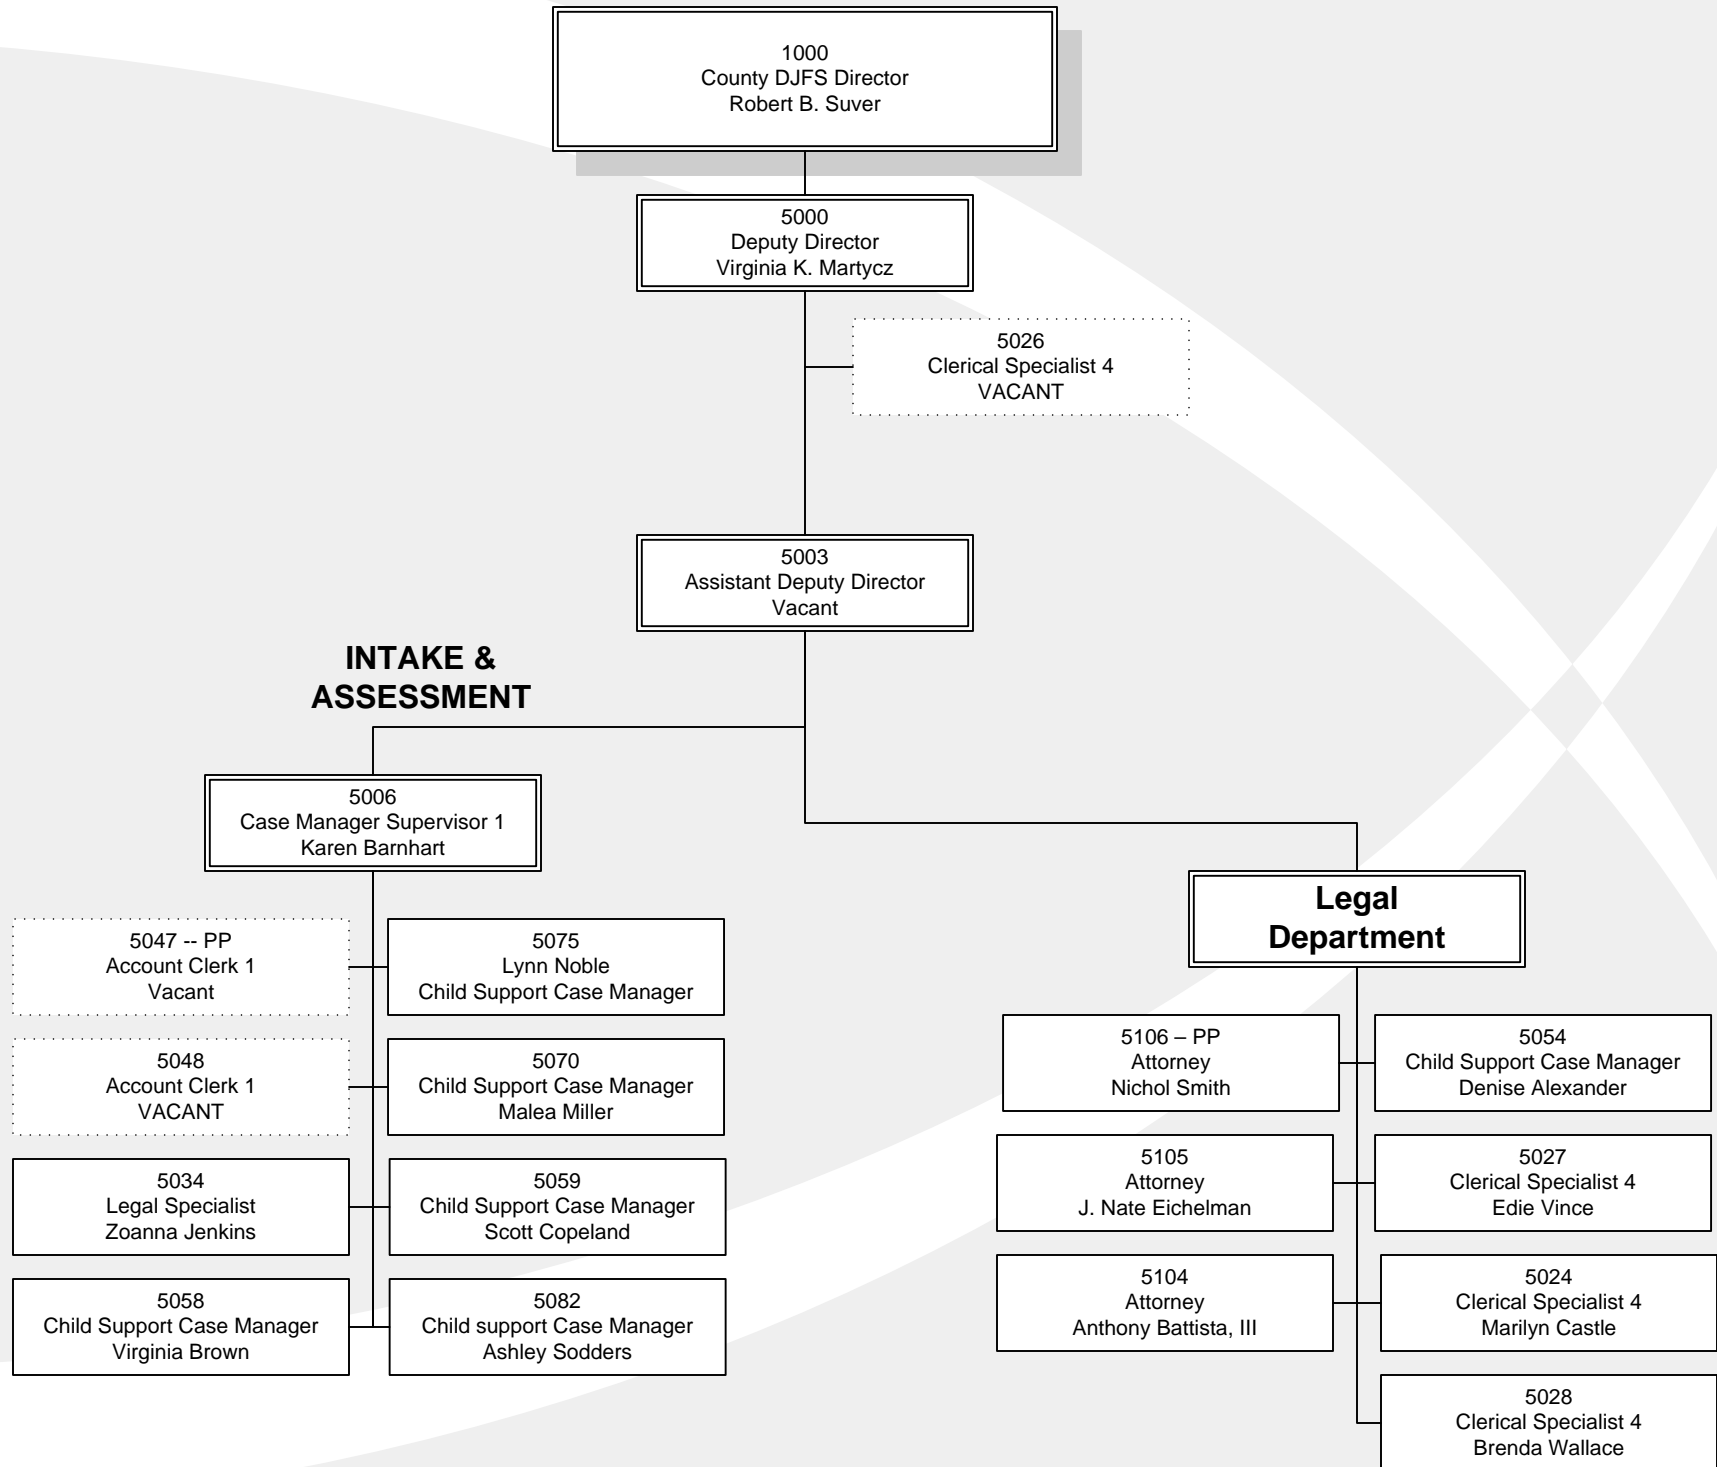 1000
County DJFS Director
Robert B. Suver
5000
Deputy Director
Virginia K. Martycz
5026
Clerical Specialist 4
VACANT
5003
Assistant Deputy Director
Vacant
INTAKE &
ASSESSMENT
5006
Case Manager Supervisor 1
Karen Barnhart
5047 -- PP
Account Clerk 1
Vacant
5075
Lynn Noble
Child Support Case Manager
5048
Account Clerk 1
VACANT
5070
Child Support Case Manager
Malea Miller
5034
Legal Specialist
Zoanna Jenkins
5059
Child Support Case Manager
Scott Copeland
5058
Child Support Case Manager
Virginia Brown
5082
Child support Case Manager
Ashley Sodders
Legal
Department
5106 – PP
Attorney
Nichol Smith
5054
Child Support Case Manager
Denise Alexander
5105
Attorney
J. Nate Eichelman
5027
Clerical Specialist 4
Edie Vince
5104
Attorney
Anthony Battista, III
5024
Clerical Specialist 4
Marilyn Castle
5028
Clerical Specialist 4
Brenda Wallace